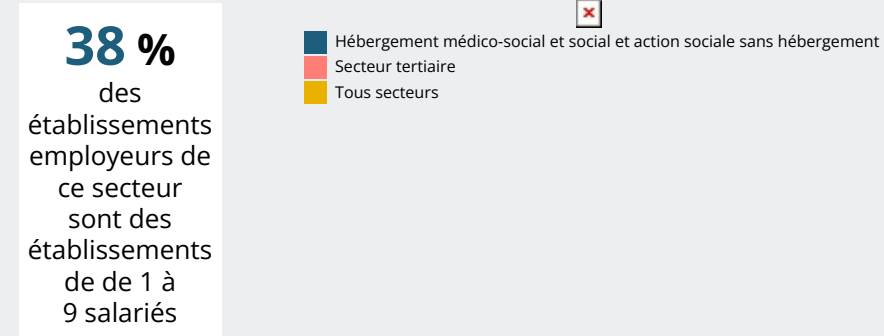 38 %
des
établissements
employeurs de
ce secteur
sont des
établissements
de de 1 à
9 salariés
Hébergement médico-social et social et action sociale sans hébergement
Secteur tertiaire
Tous secteurs